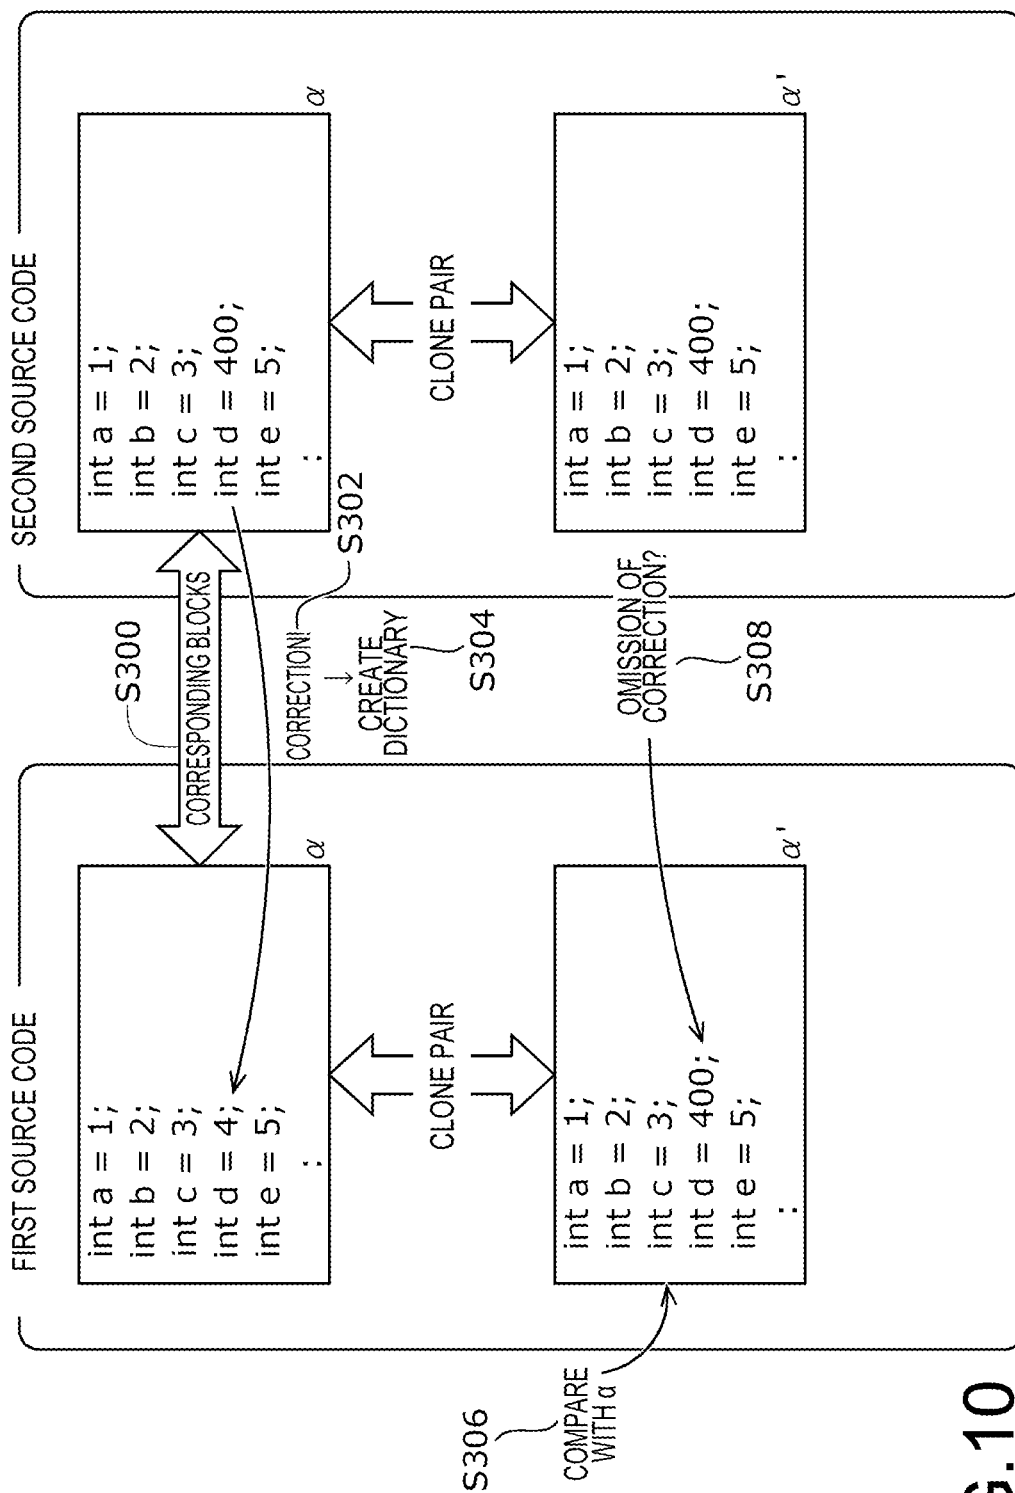 FIRST SOURCE CODE
int a = 1;
int b = 2;
int c = 3;
int d = 4;
int e = 5;
:
α
CLONE PAIR
int a = 1;
int b = 2;
int c = 3;
int d = 400;
int e = 5;
:
α'
S306
COMPARE
WITH α
S300
CORRESPONDING BLOCKS
CORRECTION!
S302
→
CREATE
DICTIONARY
S304
OMISSION OF
CORRECTION?
S308
SECOND SOURCE CODE
int a = 1;
int b = 2;
int c = 3;
int d = 400;
int e = 5;
:
α
CLONE PAIR
int a = 1;
int b = 2;
int c = 3;
int d = 400;
int e = 5;
:
α'
G.10